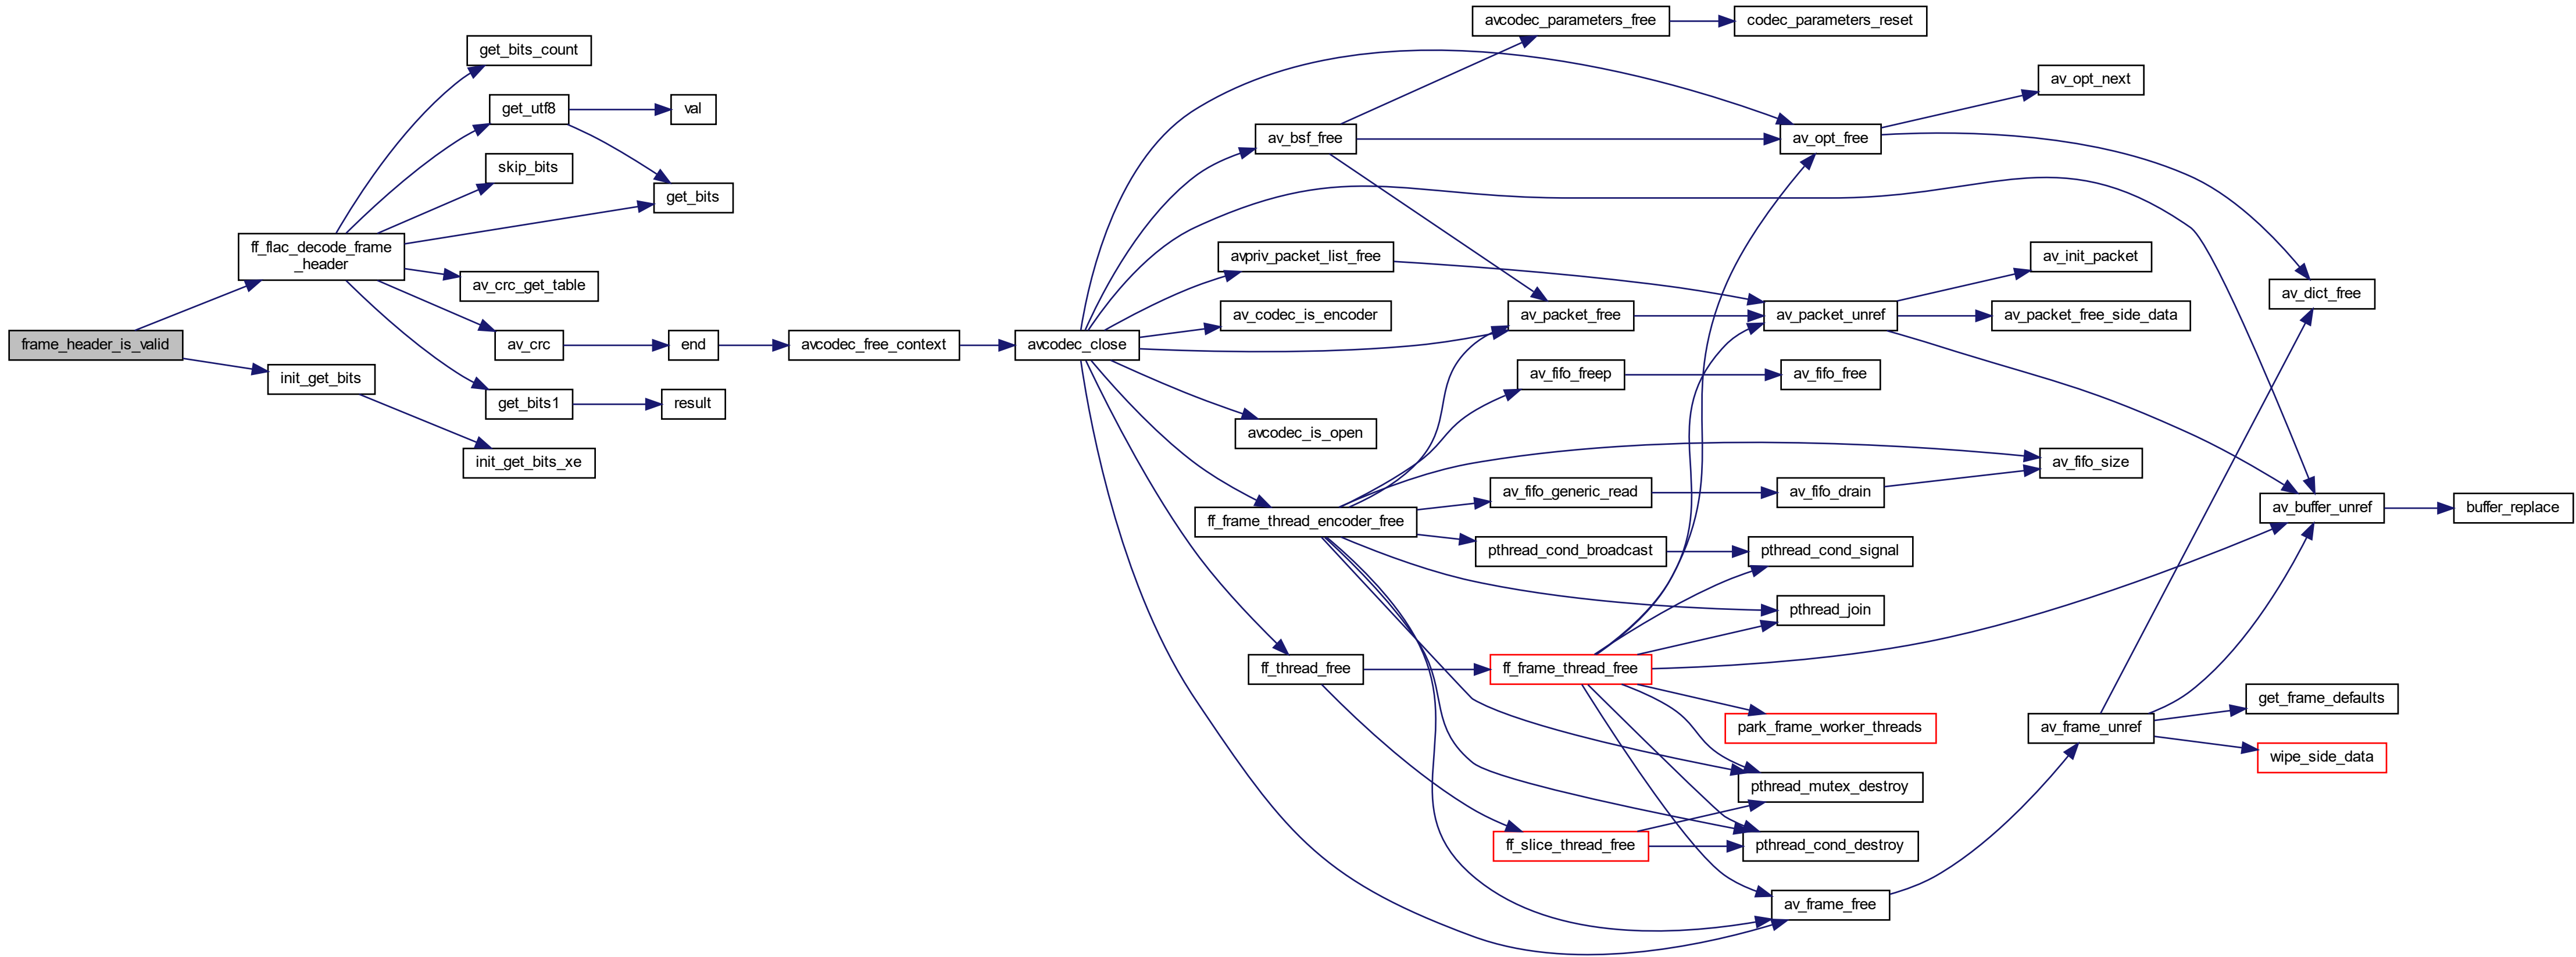 frame_header_is_valid
ff_flac_decode_frame
_header
init_get_bits
get_bits_count
get_utf8
skip_bits
av_crc_get_table
av_crc
get_bits1
init_get_bits_xe
val
get_bits
end
result
avcodec_free_context
avcodec_close
av_bsf_free
avpriv_packet_list_free
av_codec_is_encoder
avcodec_is_open
ff_frame_thread_encoder_free
ff_thread_free
avcodec_parameters_free
av_packet_free
av_fifo_freep
av_fifo_generic_read
pthread_cond_broadcast
ff_frame_thread_free
ff_slice_thread_free
codec_parameters_reset
av_opt_free
av_packet_unref
av_fifo_free
av_fifo_drain
pthread_cond_signal
pthread_join
park_frame_worker_threads
pthread_mutex_destroy
pthread_cond_destroy
av_frame_free
av_opt_next
av_init_packet
av_packet_free_side_data
av_fifo_size
av_frame_unref
av_dict_free
av_buffer_unref
get_frame_defaults
wipe_side_data
buffer_replace